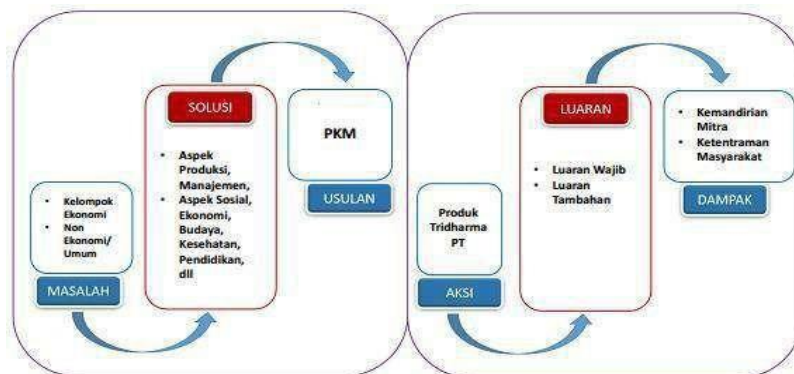 Kelompok
Ekonomi
Non
Ekonomi/
Umum
MASALAH
SOLUSI
Aspek
Produksi,
Manajemen,
Aspek Sosial,
Ekonomi,
Budaya,
Kesehatan,
Pendidikan,
dll
PKM
USULAN
Produk
Tridharma
PT
AKSI
LUARAN
Luaran Wajib
Luaran
Tambahan
Kemandirian
Mitra
Ketentraman
Masyarakat
DAMPAK